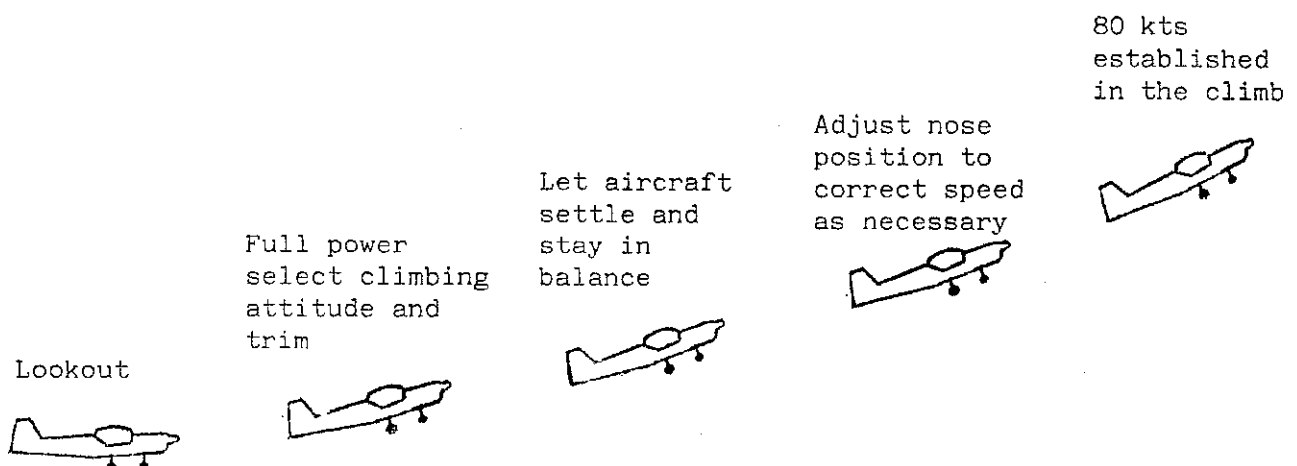 Lookout
Full power
select climbing
attitude and
trim
Let aircraft
settle and
stay in
balance
Adjust nose
position to
correct speed
as necessary
80 kts
established
in the climb